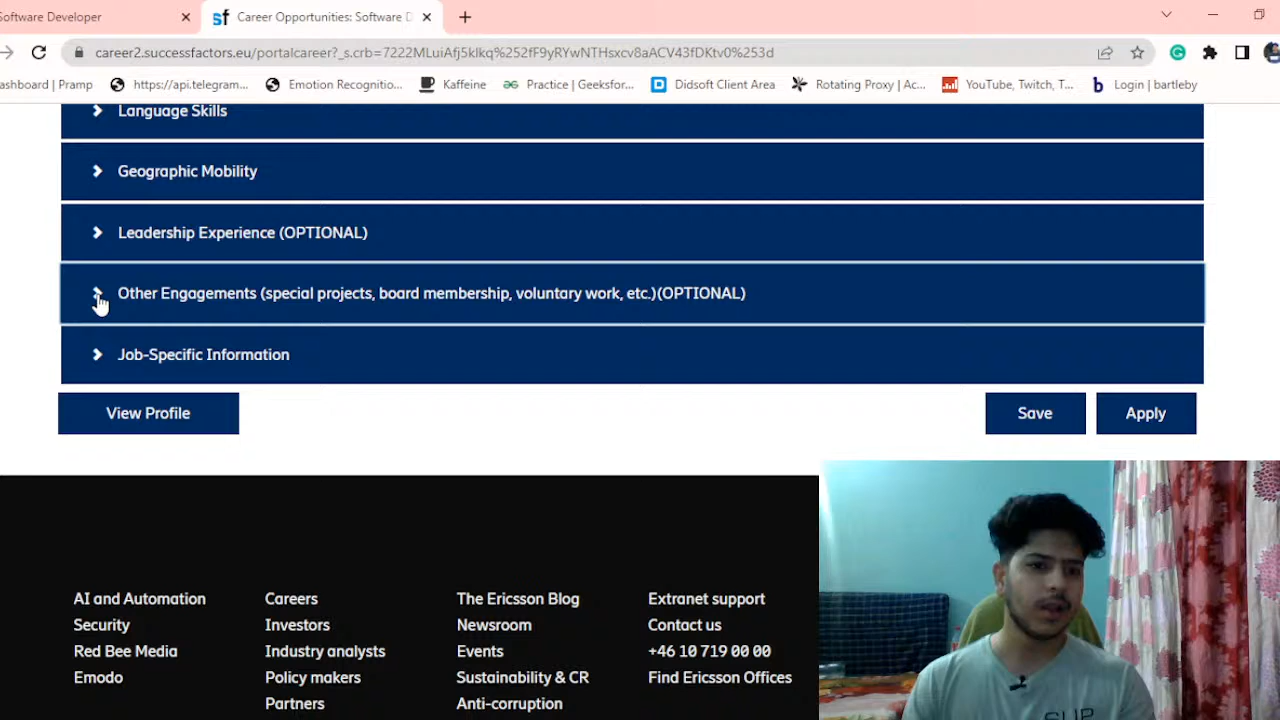 Software Developer
Career Opportunities: Software D
career2.successfactors.eu/portalcareer?_s.crb=7222MLuiAfj5klkq%252fF9yRYwNTHsxcv8aACV43fDKtv0%253d
ashboard | Pramp
https://api.telegram...
Emotion Recognitio...
Kaffeine
Practice | Geeksfor...
Didsoft Client Area
Rotating Proxy | Ac...
YouTube, Twitch, T...
Login | bartleby
Language Skills
Geographic Mobility
Leadership Experience (OPTIONAL)
Other Engagements (special projects, board membership, voluntary work, etc.)(OPTIONAL)
Job-Specific Information
View Profile
Save
Apply
AI and Automation
Careers
The Ericsson Blog
Extranet support
Security
Investors
Newsroom
Contact us
Red Bee Media
Industry analysts
Events
+46 10 719 00 00
Emodo
Policy makers
Sustainability & CR
Find Ericsson Offices
Partners
Anti-corruption